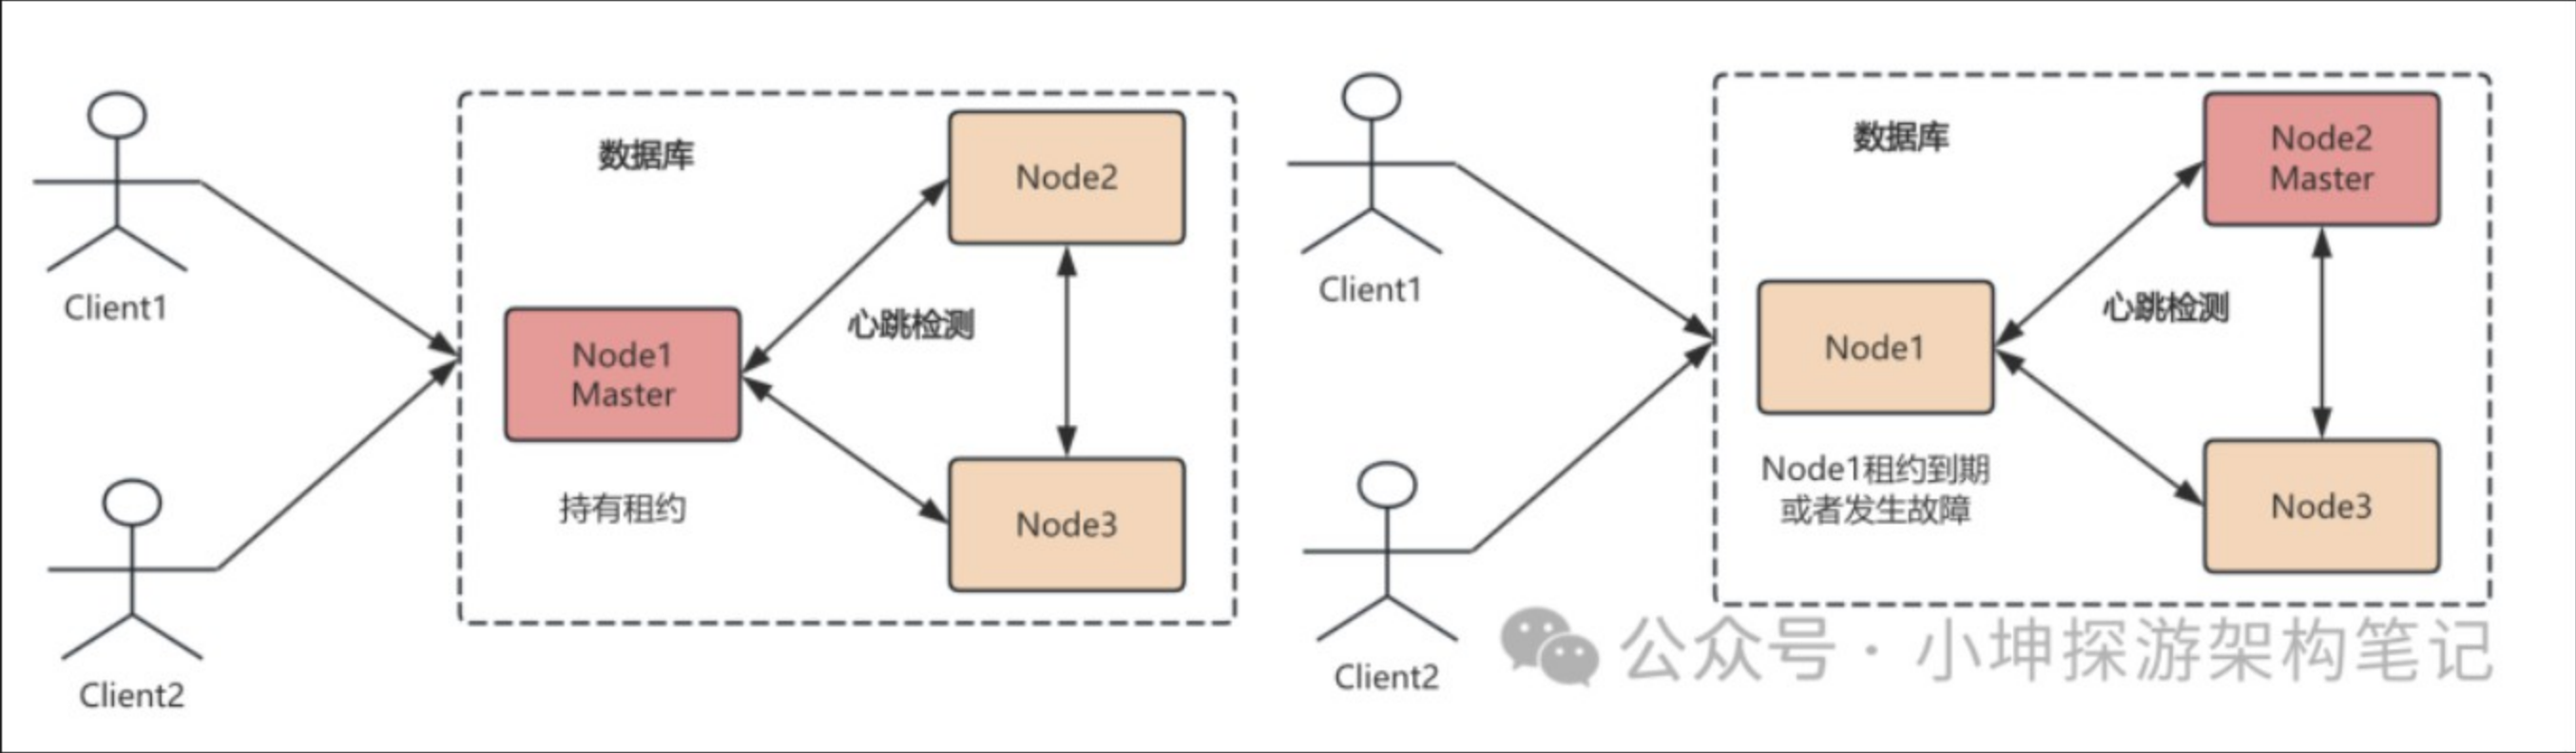 数据库
Node2
Client1
心跳检测
Node1
Master
持有租约
Node3
Client2
数据库
Node2
Master
Client1
心跳检测
Node1
Node1租约到期
或者发生故障
Node3
Client2
公众号 · 小坤探游架构笔记